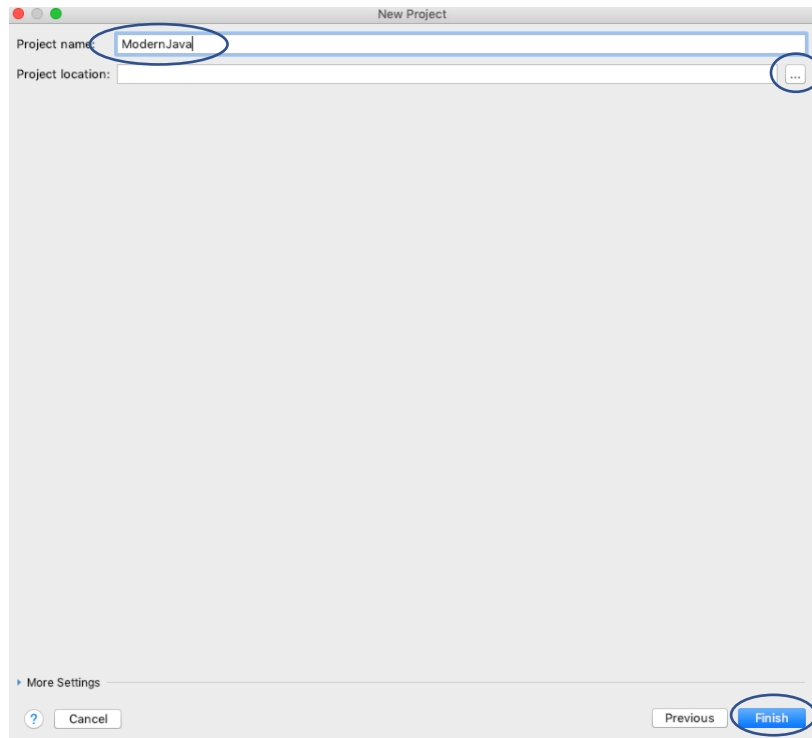 New Project
Project name: ModernJava
Project location:
...
More Settings
? Cancel Previous Finish